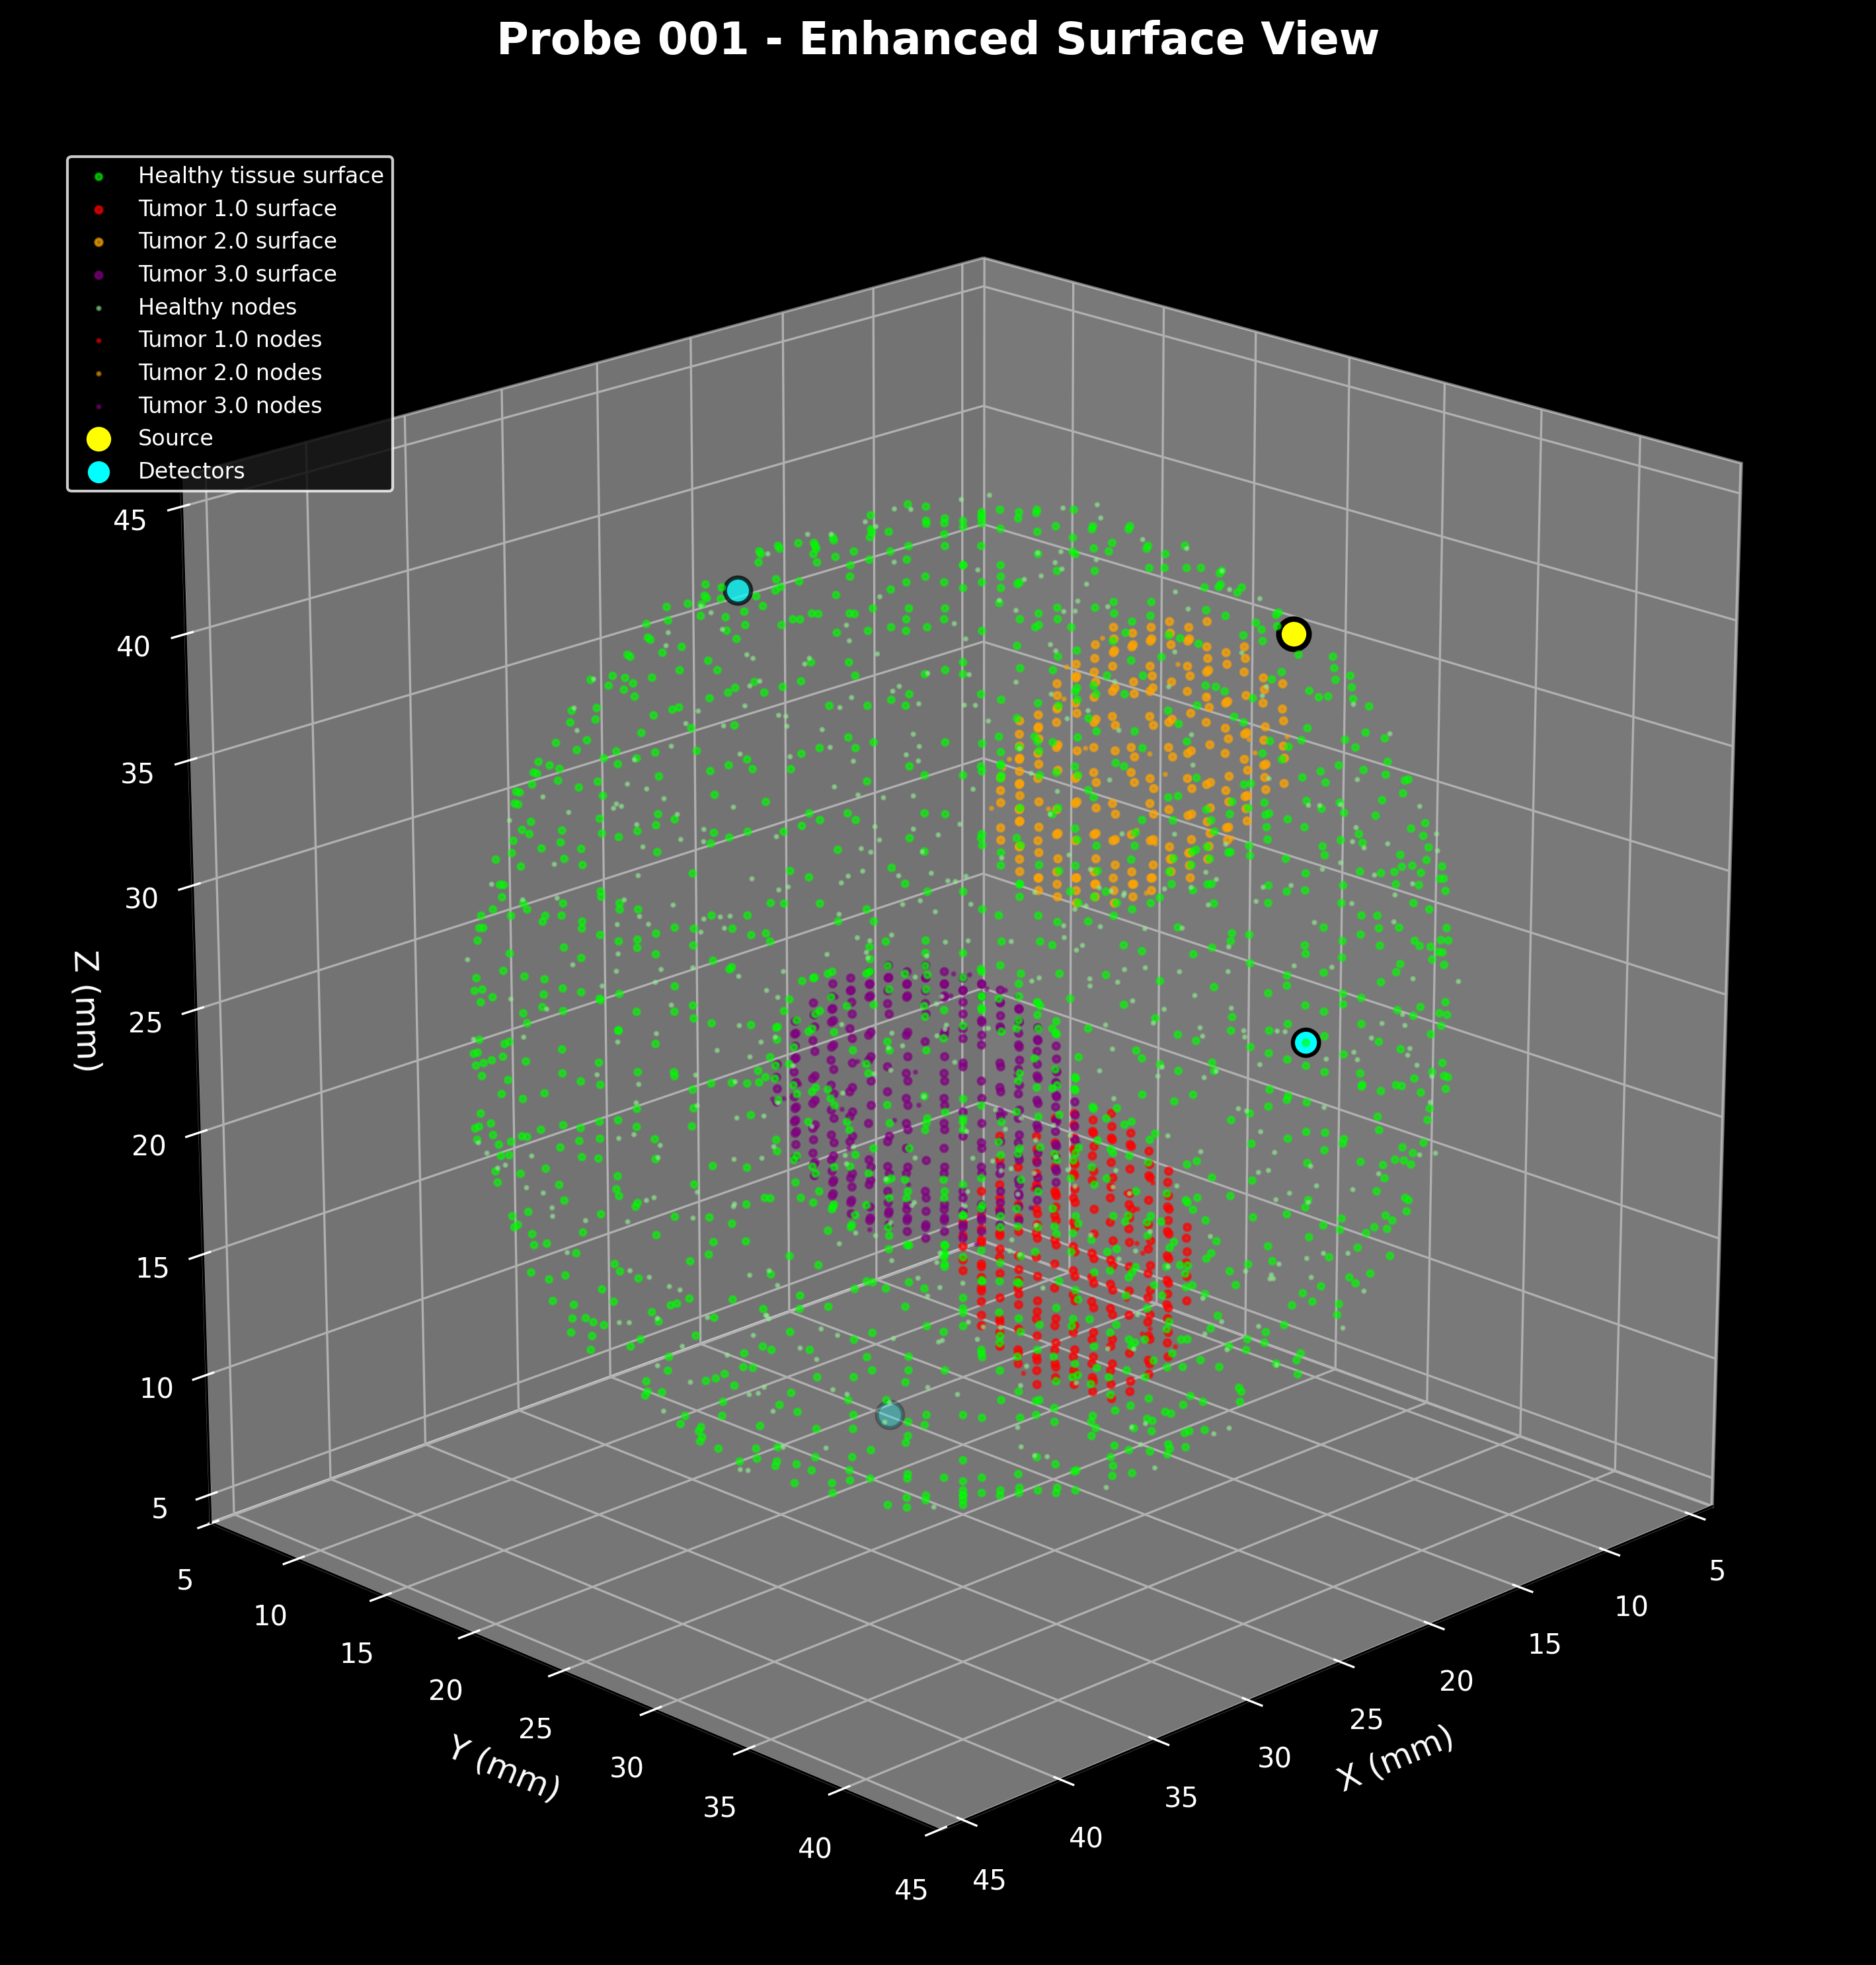 Probe 001 - Enhanced Surface View
Healthy tissue surface
Tumor 1.0 surface
Tumor 2.0 surface
Tumor 3.0 surface
Healthy nodes
Tumor 1.0 nodes
Tumor 2.0 nodes
Tumor 3.0 nodes
Source
Detectors
45
40
35
30
25
20
15
10
5
Z (mm)
5
10
15
20
25
30
35
40
45
Y (mm)
5
10
15
20
25
30
35
40
45
X (mm)